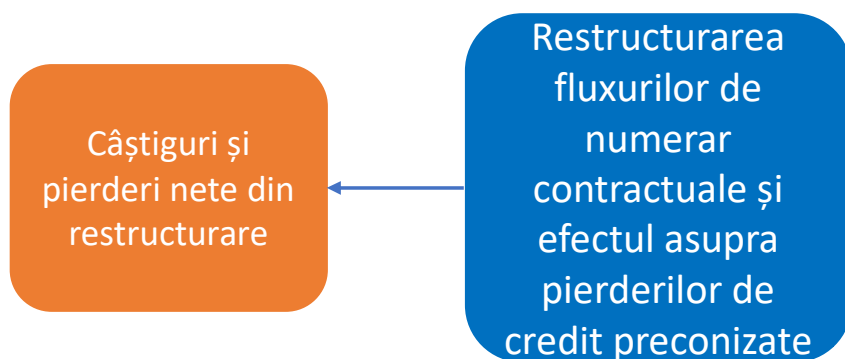 Câștiguri și
pierderi nete din
restructurare
Restructurarea
fluxurilor de
numerar
contractuale și
efectul asupra
pierderilor de
credit preconizate